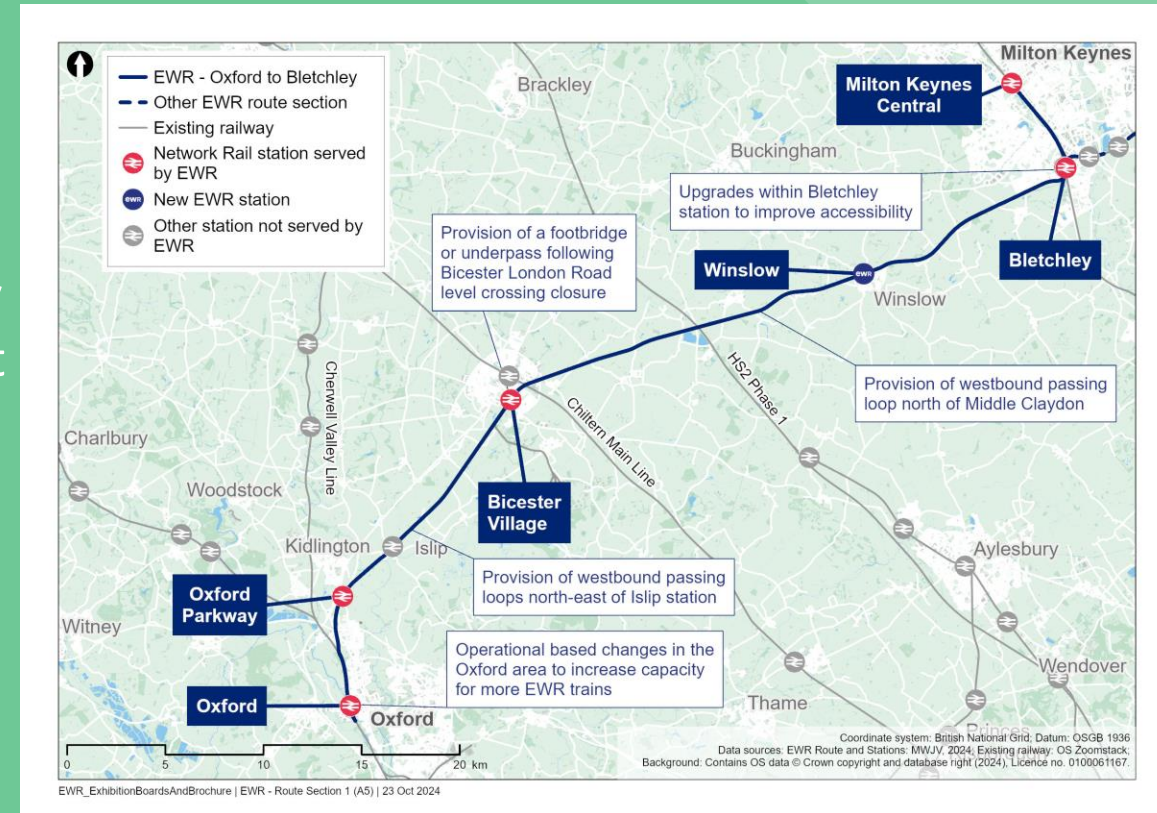 EWR - Oxford to Bletchley
Other EWR route section
Existing railway
Network Rail station served
by EWR
ewr
New EWR station
Other station not served by
EWR
Milton Keynes
Brackley
Milton Keynes
Central
Buckingham
Upgrades within Bletchley
station to improve accessibility
Provision of a footbridge
or underpass following
Bicester London Road
level crossing closure
Winslow
ewr
Bletchley
Winslow
HS2 Phase 1
Provision of westbound passing
loop north of Middle Claydon
Cherwell Valley Line
Chiltern Main Line
Charlbury
Woodstock
Bicester
Village
Kidlington
Islip
Aylesbury
Provision of westbound passing
loops north-east of Islip station
Oxford
Parkway
Witney
Operational based changes in the
Oxford area to increase capacity
for more EWR trains
Wendover
Thame
Oxford
Oxford
Princes
Coordinate system: British National Grid; Datum: OSGB 1936
Data sources: EWR Route and Stations: MWJV, 2024; Existing railway: OS Zoomstack;
Background: Contains OS data © Crown copyright and database right (2024), Licence no. 0100061167.
0 5 10 15 20 km
EWR_ExhibitionBoardsAndBrochure | EWR - Route Section 1 (A5) | 23 Oct 2024